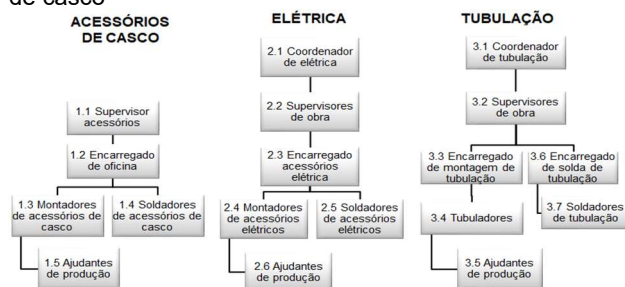 de casco
ACESSÓRIOS
DE CASCO
1.1 Supervisor
acessórios
1.2 Encarregado
de oficina
1.3 Montadores
de acessórios de
casco
1.4 Soldadores
de acessórios de
casco
1.5 Ajudantes
de produção
ELÉTRICA
2.1 Coordenador
de elétrica
2.2 Supervisores
de obra
2.3 Encarregado
acessórios
elétrica
2.4 Montadores
de acessórios
elétricos
2.5 Soldadores
de acessórios
elétricos
2.6 Ajudantes
de produção
TUBULAÇÃO
3.1 Coordenador
de tubulação
3.2 Supervisores
de obra
3.3 Encarregado
de montagem de
tubulação
3.4 Tubuladores
3.5 Ajudantes
de produção
3.6 Encarregado
de solda de
tubulação
3.7 Soldadores
de tubulação